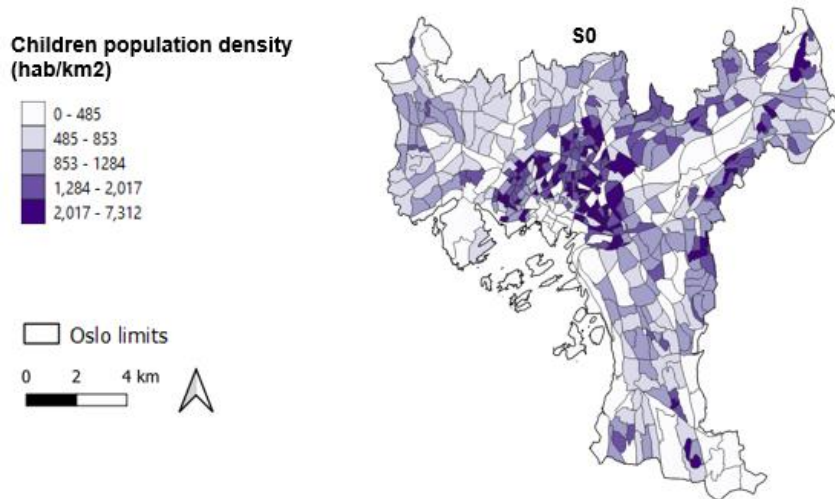 S0
Children population density
(hab/km2)
0 - 485
485 - 853
853 - 1284
1,284 - 2,017
2,017 - 7,312
Oslo limits
0 2 4 km